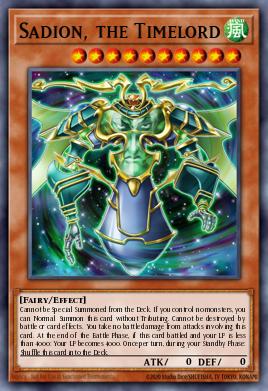 Sadion, the Timelord
WIND
風
[Fairy/Effect]
Cannot be Special Summoned from the Deck. If you control no monsters, you
can Normal Summon this card without Tributing. Cannot be destroyed by
battle or card effects. You take no battle damage from attacks involving this
card. At the end of the Battle Phase, if this card battled and your LP is less
than 4000: Your LP becomes 4000. Once per turn, during your Standby Phase:
Shuffle this card into the Deck.
ATK/ 0 DEF/ 0
©2020 Studio Dice/SHUEISHA, TV TOKYO, KONAMI